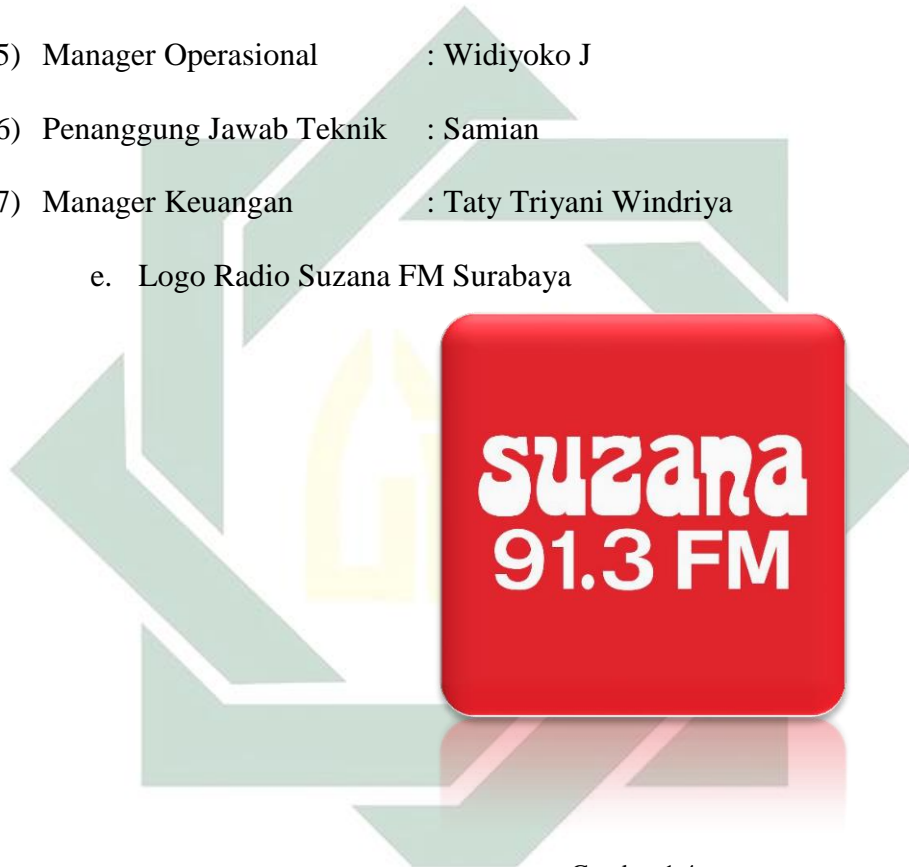 5) Manager Operasional : Widiyoko J
6) Penanggung Jawab Teknik : Samian
7) Manager Keuangan : Taty Triyani Windriya
e. Logo Radio Suzana FM Surabaya
suzana
91.3 FM